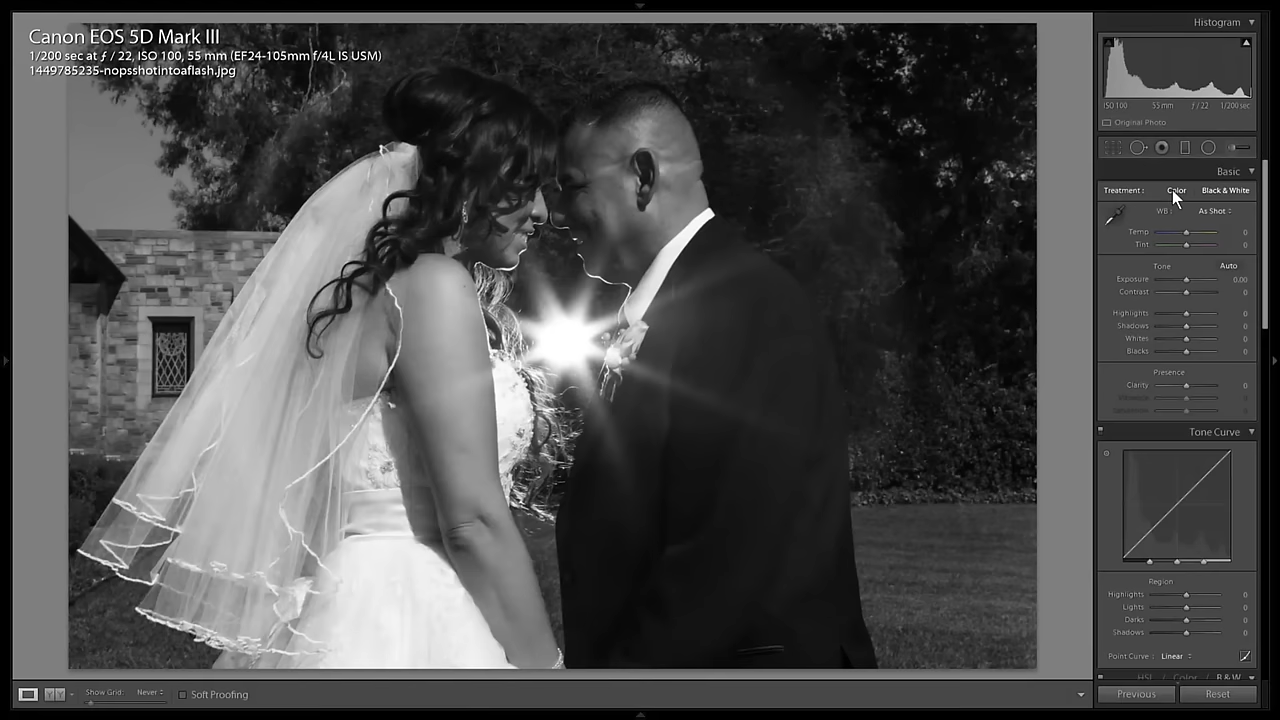 Canon EOS 5D Mark III
1/200 sec at ƒ / 22, ISO 100, 55 mm (EF24-105mm f/4L IS USM)
1449785235-nopsshotintoaflash.jpg
Histogram
ISO 100 55 mm ƒ / 22 1/200 sec
Original Photo
Basic
Treatment : Color Black & White
WB : As Shot
Temp 0
Tint 0
Tone Auto
Exposure 0.00
Contrast 0
Highlights 0
Shadows 0
Whites 0
Blacks 0
Presence
Clarity 0
Vibrance
Saturation
Tone Curve
Region
Highlights 0
Lights 0
Darks 0
Shadows 0
Point Curve : Linear
HSL / Color / B&W
Previous Reset
Show Grid: Never
Soft Proofing